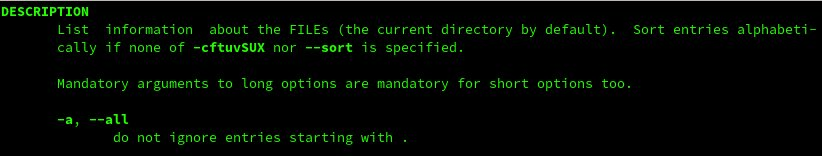 DESCRIPTION
List information about the FILEs (the current directory by default). Sort entries alphabeti-
cally if none of -cftuvSUX nor --sort is specified.
Mandatory arguments to long options are mandatory for short options too.
-a, --all
do not ignore entries starting with .